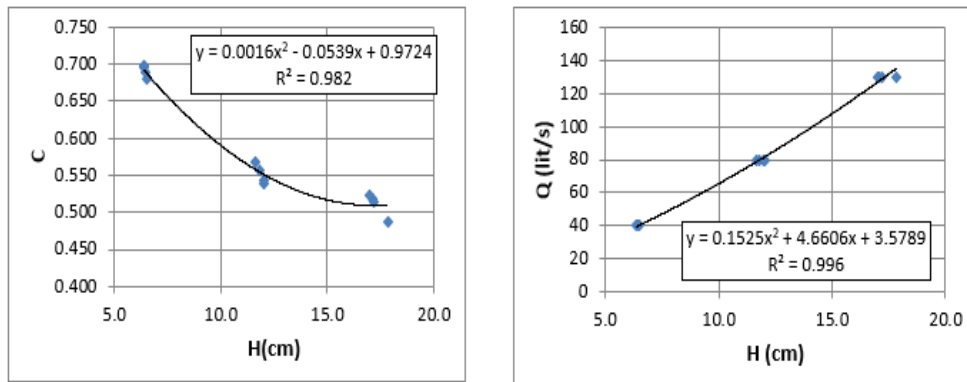 0.750
0.700
0.650
0.600
0.550
0.500
0.450
0.400
C
y = 0.0016x² - 0.0539x + 0.9724
R² = 0.982
5.0 10.0 15.0 20.0
H(cm)
160
140
120
100
80
60
40
20
0
Q (lit/s)
y = 0.1525x² + 4.6606x + 3.5789
R² = 0.996
5.0 10.0 15.0 20.0
H (cm)